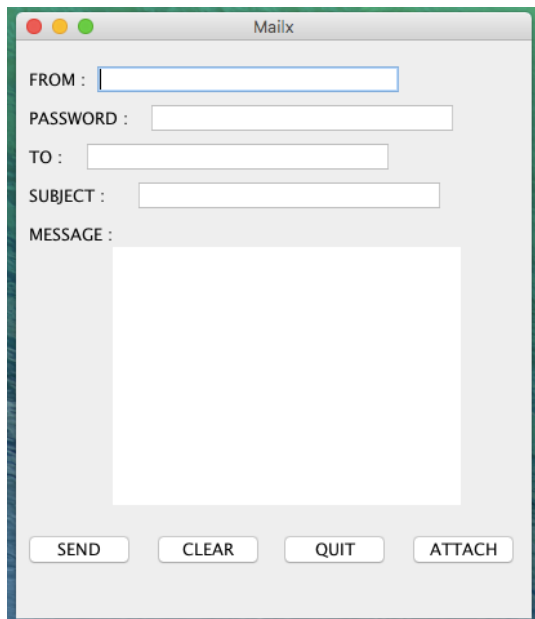 Mailx
FROM :
PASSWORD :
TO :
SUBJECT :
MESSAGE :
SEND CLEAR QUIT ATTACH